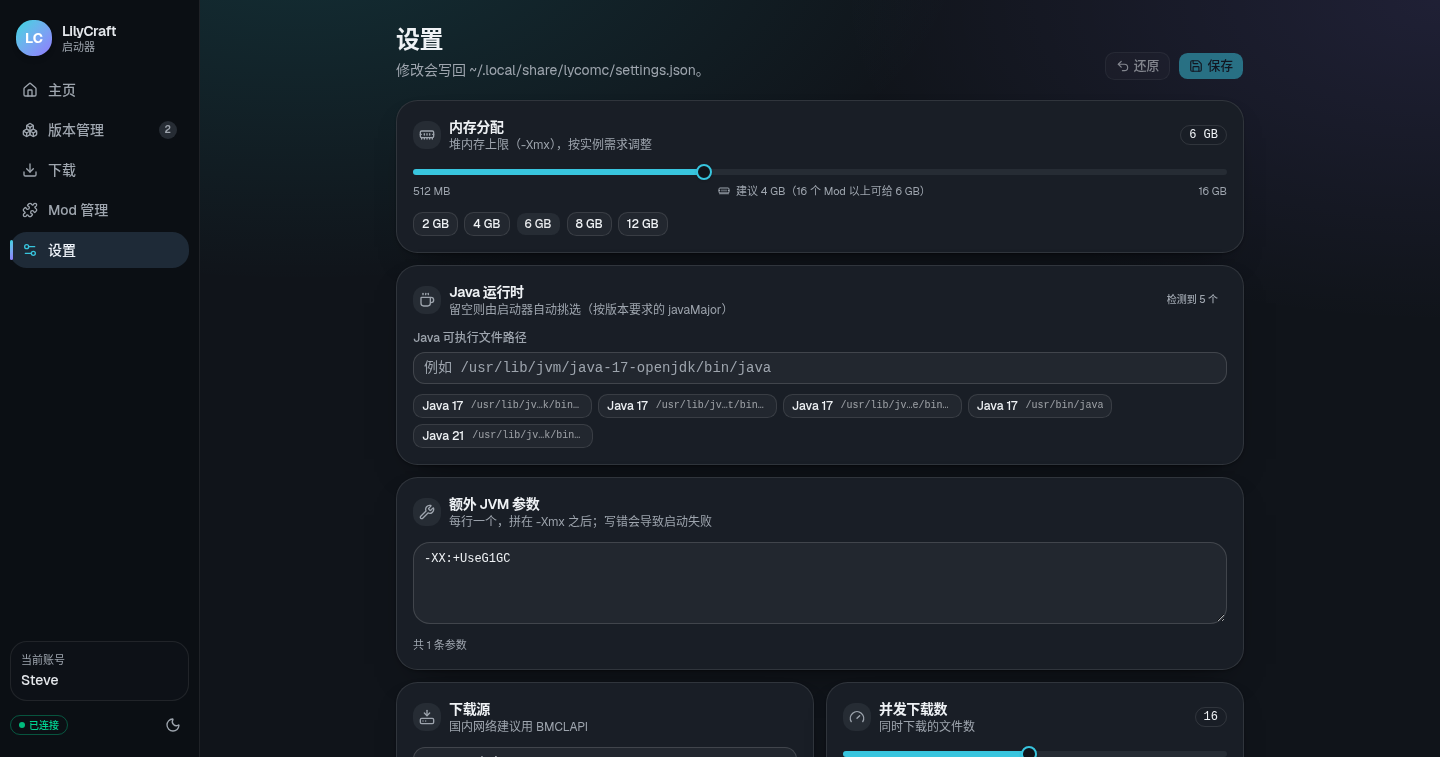 LC
LilyCraft
启动器
主页
版本管理 2
下载
Mod 管理
设置
当前账号
Steve
已连接
设置
修改会写回 ~/.local/share/lycomc/settings.json。
还原
保存
内存分配
堆内存上限（-Xmx），按实例需求调整
6 GB
512 MB
建议 4 GB（16 个 Mod 以上可给 6 GB）
16 GB
2 GB 4 GB 6 GB 8 GB 12 GB
Java 运行时
留空则由启动器自动挑选（按版本要求的 javaMajor）
检测到 5 个
Java 可执行文件路径
例如 /usr/lib/jvm/java-17-openjdk/bin/java
Java 17 /usr/lib/jv…k/bin… Java 17 /usr/lib/jv…t/bin… Java 17 /usr/lib/jv…e/bin… Java 17 /usr/bin/java
Java 21 /usr/lib/jv…k/bin…
额外 JVM 参数
每行一个，拼在 -Xmx 之后；写错会导致启动失败
-XX:+UseG1GC
共 1 条参数
下载源
国内网络建议用 BMCLAPI
并发下载数
同时下载的文件数
16